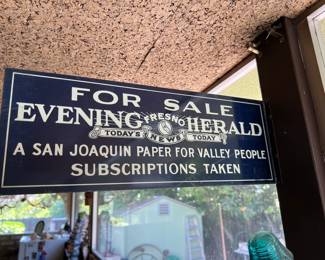 FOR SALE
EVENING FRESNO HERALD
TODAY'S NEWS TODAY
A SAN JOAQUIN PAPER FOR VALLEY PEOPLE
SUBSCRIPTIONS TAKEN